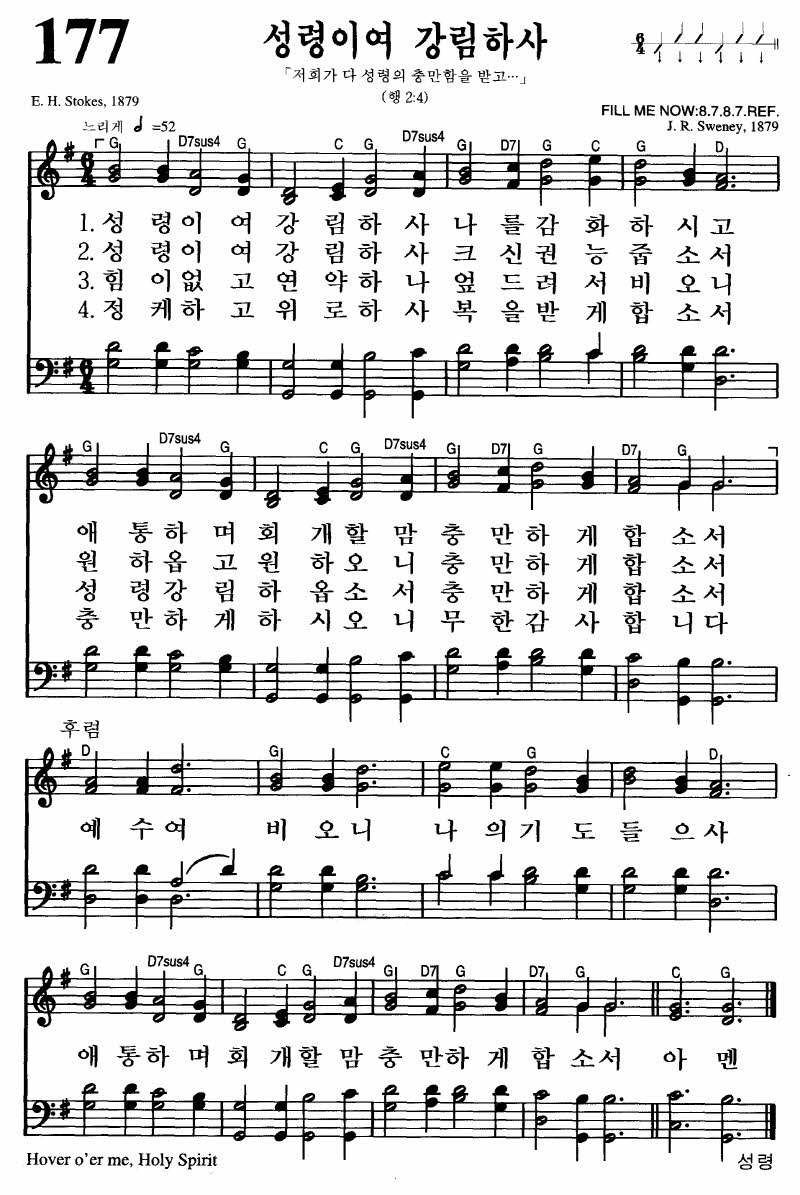 177
성령이여 강림하사
「저희가 다 성령의 충만함을 받고…」
(행 2:4)
E. H. Stokes, 1879
FILL ME NOW:8.7.8.7.REF.
J. R. Sweney, 1879
느리게 =52
6/4
G D7sus4 G C G D7sus4 G D7 G C G D
1. 성 령이 여 강 림하 사 나 를감 화 하 시고
2. 성 령이 여 강 림하 사 크 신권 능 줍 소서
3. 힘 이없 고 연 약하 나 엎 드려 서 비 오니
4. 정 케하 고 위 로하 사 복 을받 게 합 소서
G D7sus4 G C G D7sus4 G D7 G D7 G
애 통하 며 회 개할 맘 충 만하 게 합 소서
원 하옵 고 원 하오 니 충 만하 게 합 소서
성 령강 림 하 옵소 서 충 만하 게 합 소서
충 만하 게 하 시오 니 무 한감 사 합 니다
후렴
D G C G D
예 수여 비 오니 나 의기 도 들 으사
G D7sus4 G C G D7sus4 G D7 G D7 G C G
애 통하 며 회 개할 맘 충 만하 게 합 소서 아 멘
Hover o'er me, Holy Spirit
성령